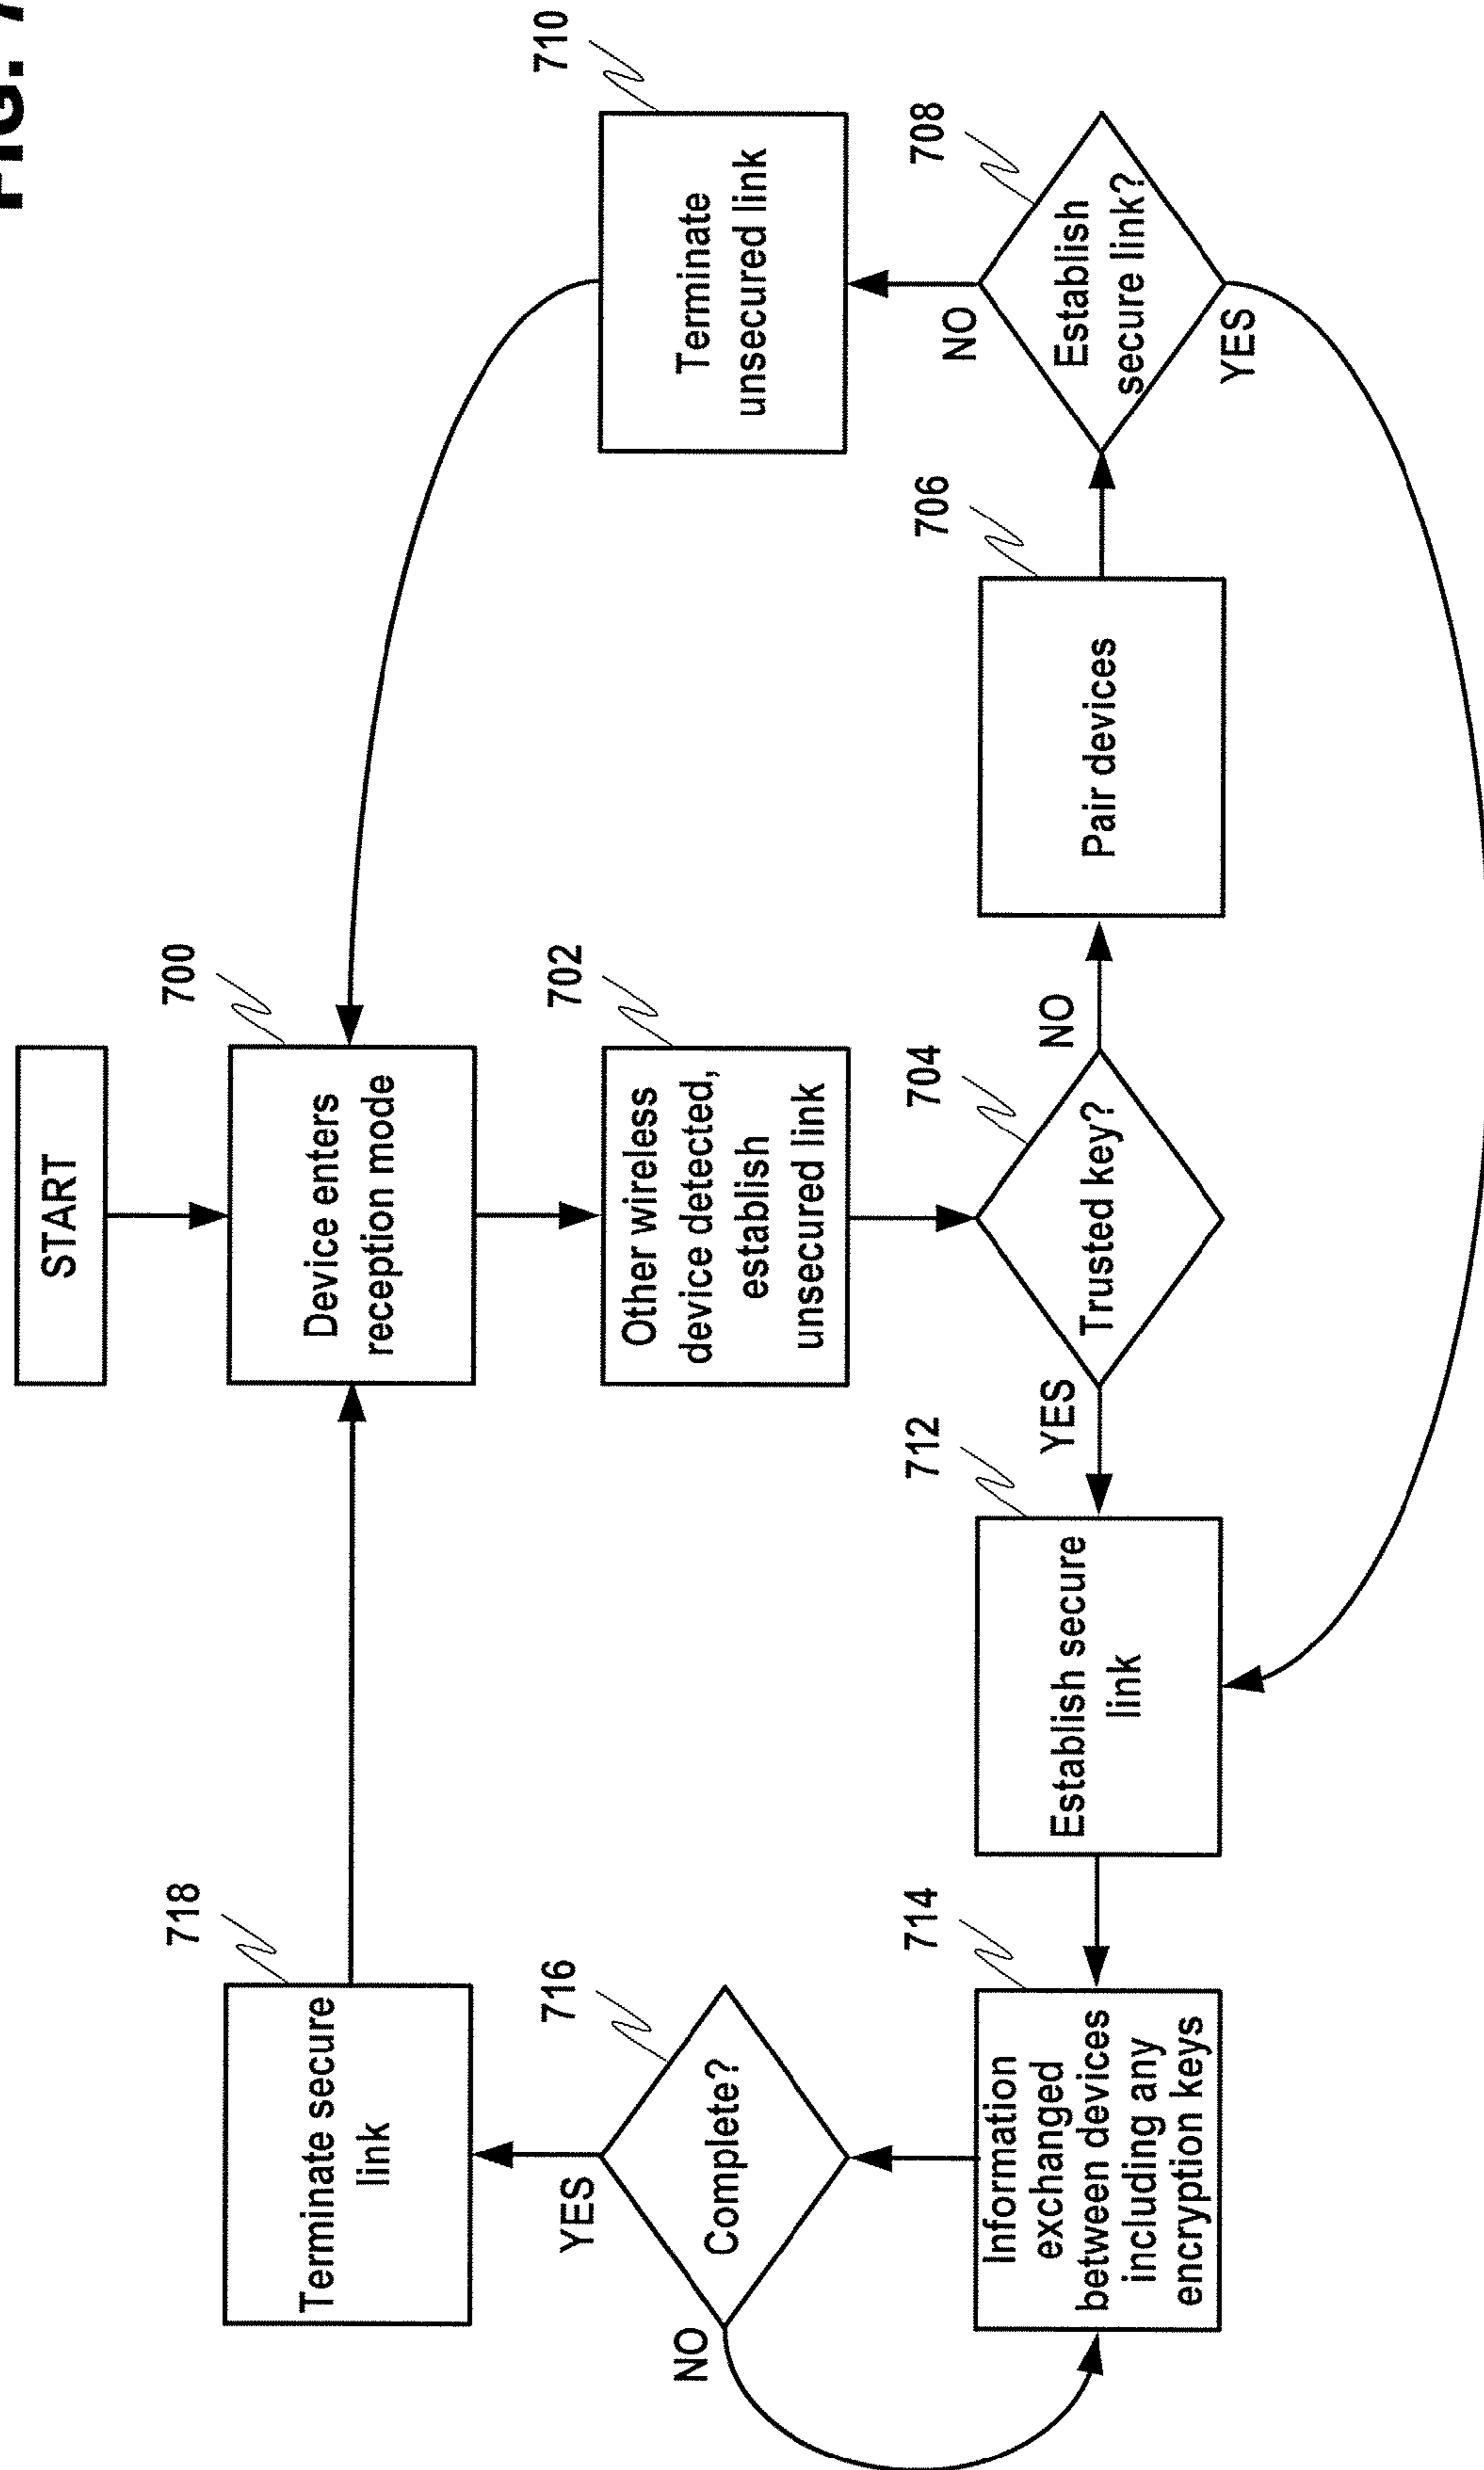 FIG. 7
START
700
Device enters
reception mode
702
Other wireless
device detected,
establish
unsecured link
704
Trusted key?
NO
YES
706
Pair devices
708
Establish
secure link?
NO
YES
710
Terminate
unsecured link
712
Establish secure
link
714
Information
exchanged
between devices
including any
encryption keys
716
Complete?
NO
YES
718
Terminate secure
link